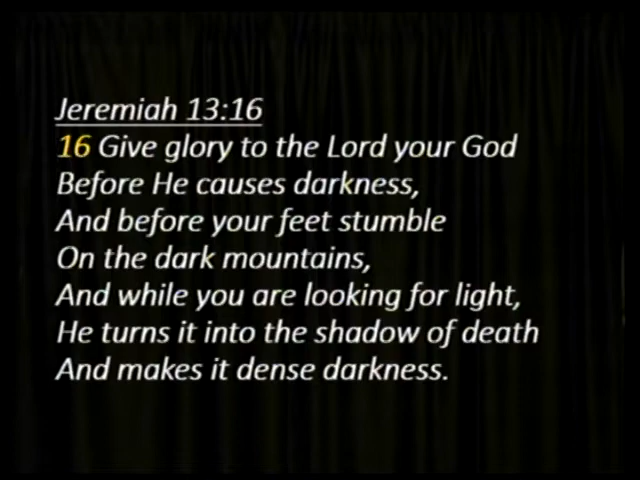 Jeremiah 13:16
16 Give glory to the Lord your God
Before He causes darkness,
And before your feet stumble
On the dark mountains,
And while you are looking for light,
He turns it into the shadow of death
And makes it dense darkness.